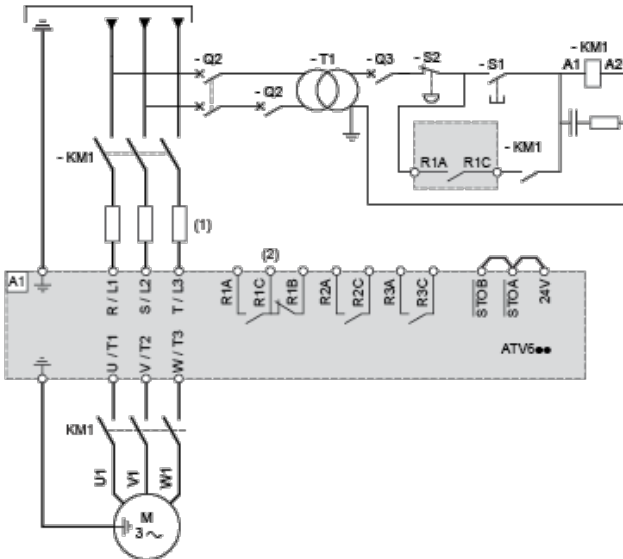 - Q2
- T1
- Q3
- S2
- S1
- KM1
A1
A2
- Q2
- KM1
R1A
R1C
- KM1
(1)
(2)
A1
R / L1
S / L2
T / L3
R1A
R1C
R1B
R2A
R2C
R3A
R3C
STOB
STOA
24V
U / T1
V / T2
W / T3
ATV6●●
KM1
U1
V1
W1
M
3 ~